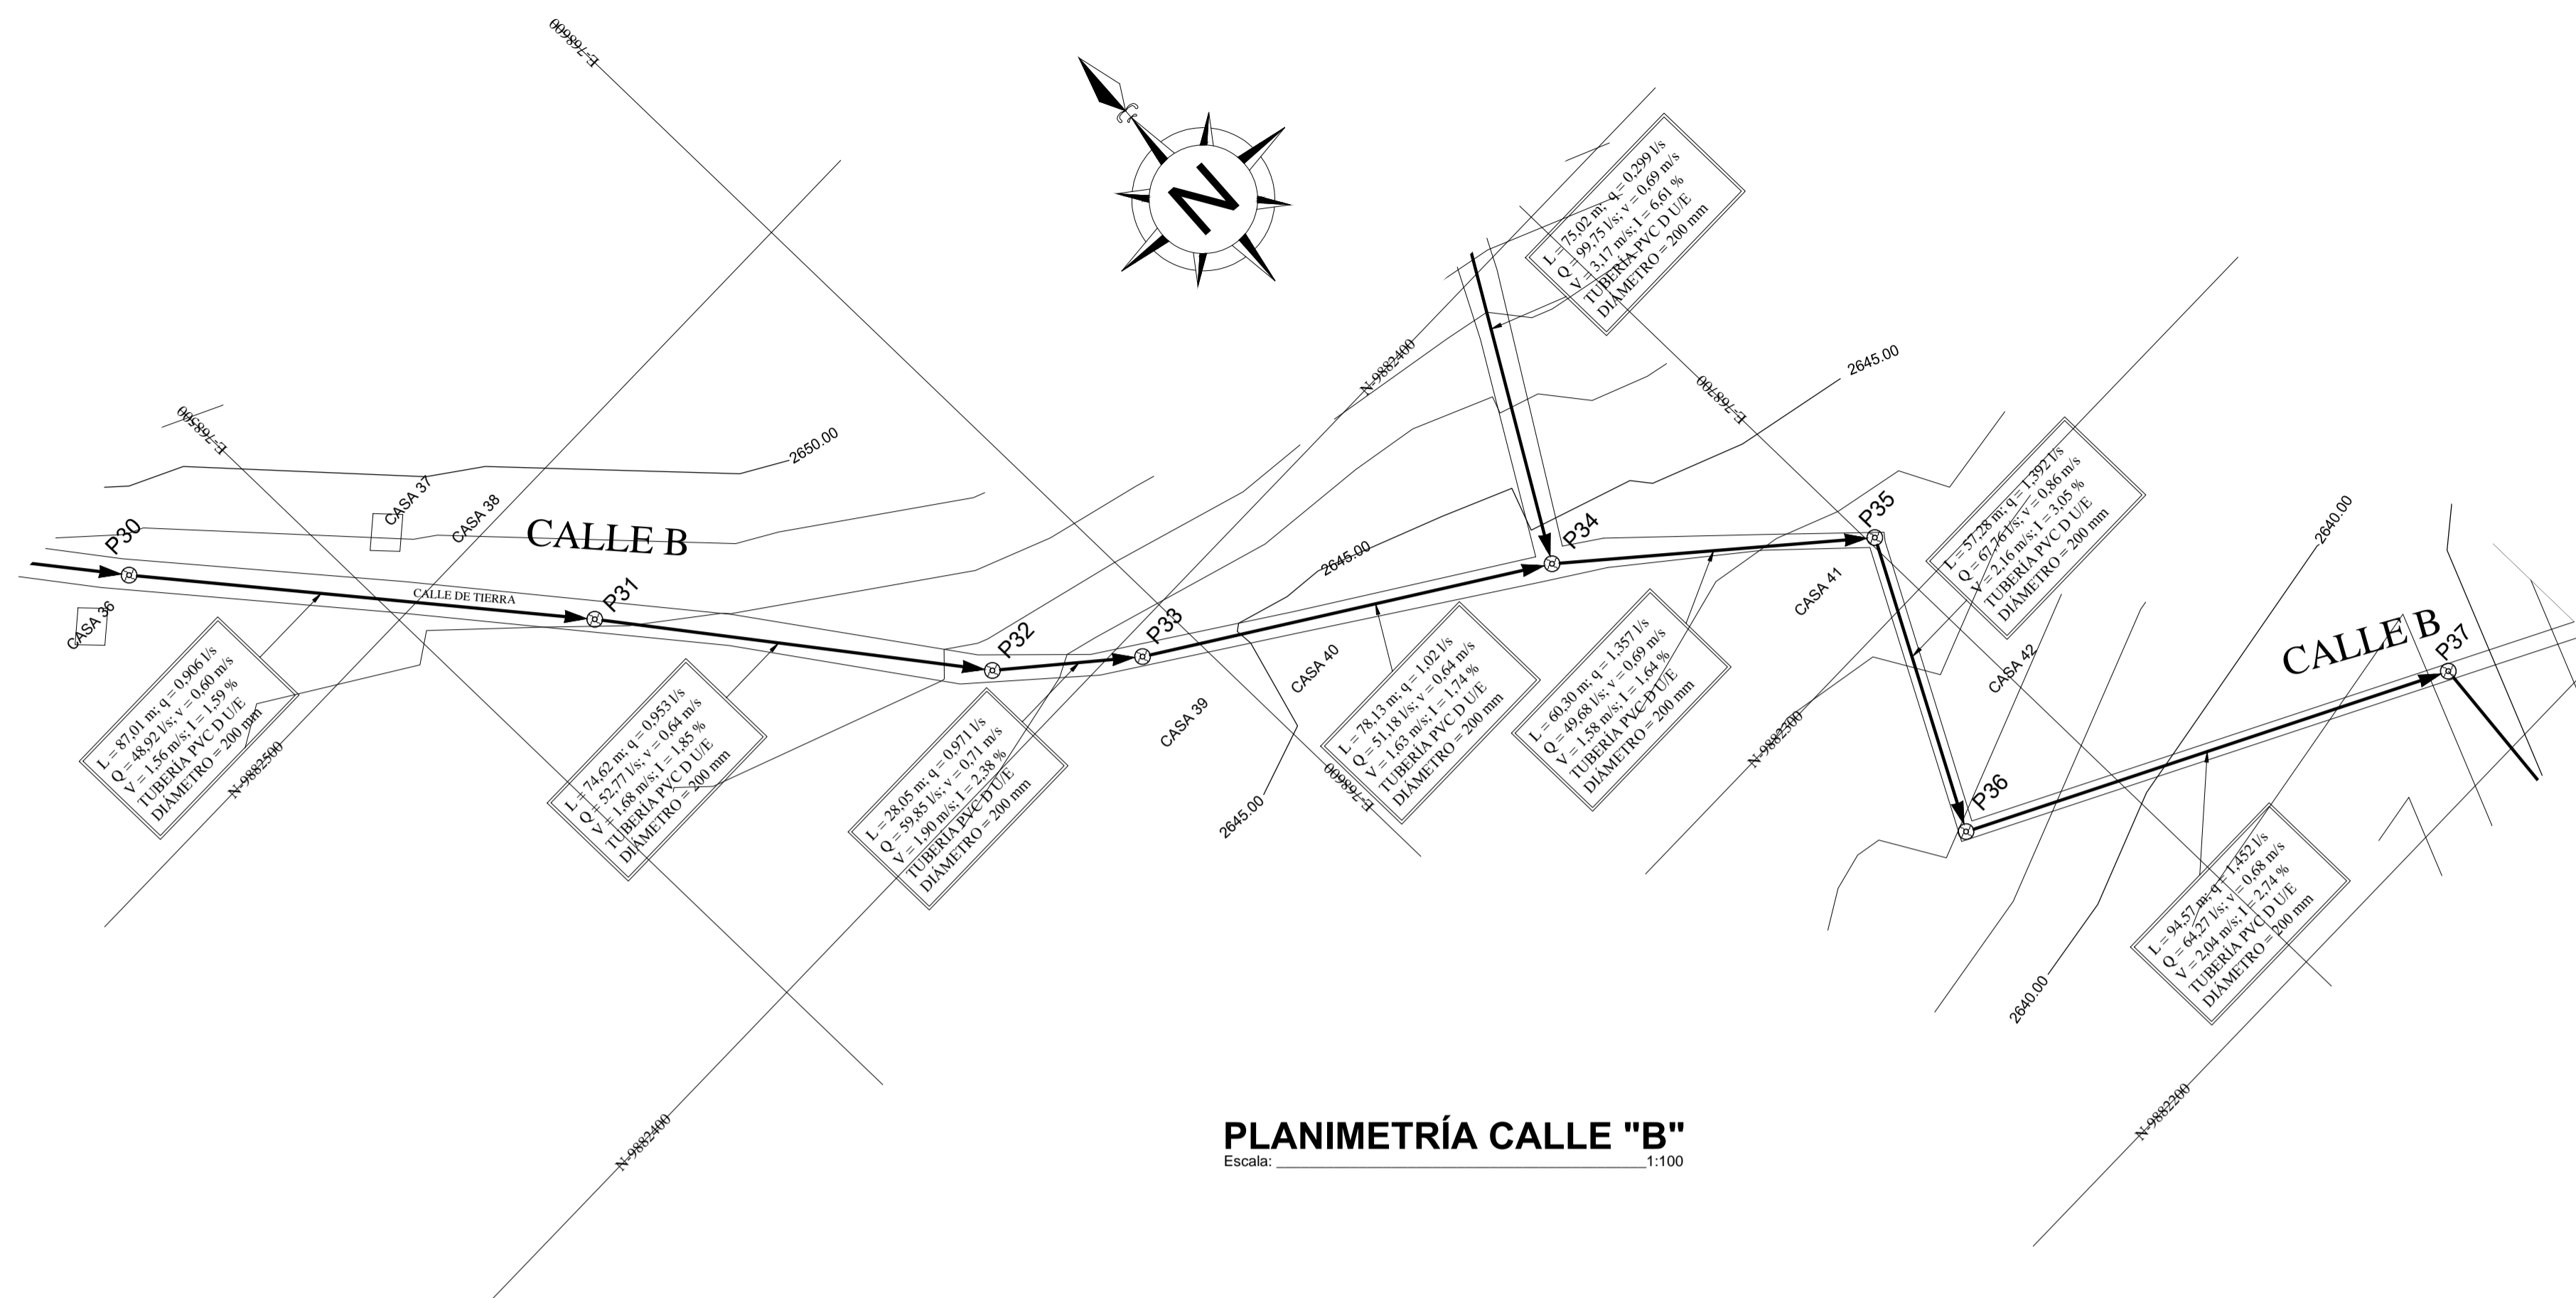 E-768600
N
L = 75,02 m; q = 0,299 l/s
Q = 99,75 l/s; v = 0,69 m/s
V = 3,17 m/s; I = 6,61 %
TUBERÍA PVC D U/E
DIÁMETRO = 200 mm
N-9882400
2645.00
E-768700
E-768500
2650.00
CASA 37
CASA 38
CALLE B
P30
CALLE DE TIERRA
P31
CASA 36
P32
P33
2645.00
P34
P35
CASA 41
L = 57,28 m; q = 1,392 l/s
Q = 67,76 l/s; v = 0,86 m/s
V = 2,16 m/s; I = 3,05 %
TUBERÍA PVC D U/E
DIÁMETRO = 200 mm
2640.00
CALLE B
P37
CASA 42
CASA 40
CASA 39
L = 87,01 m; q = 0,906 l/s
Q = 48,92 l/s; v = 0,60 m/s
V = 1,56 m/s; I = 1,59 %
TUBERÍA PVC D U/E
DIÁMETRO = 200 mm
N-9882500
L = 74,62 m; q = 0,953 l/s
Q = 52,77 l/s; v = 0,64 m/s
V = 1,68 m/s; I = 1,85 %
TUBERÍA PVC D U/E
DIÁMETRO = 200 mm
L = 28,05 m; q = 0,971 l/s
Q = 59,85 l/s; v = 0,71 m/s
V = 1,90 m/s; I = 2,38 %
TUBERÍA PVC D U/E
DIÁMETRO = 200 mm
2645.00
E-768600
L = 78,13 m; q = 1,02 l/s
Q = 51,18 l/s; v = 0,64 m/s
V = 1,63 m/s; I = 1,74 %
TUBERÍA PVC D U/E
DIÁMETRO = 200 mm
L = 60,30 m; q = 1,357 l/s
Q = 49,68 l/s; v = 0,69 m/s
V = 1,58 m/s; I = 1,64 %
TUBERÍA PVC D U/E
DIÁMETRO = 200 mm
N-9882300
P36
L = 94,57 m; q = 1,452 l/s
Q = 64,27 l/s; v = 0,68 m/s
V = 2,04 m/s; I = 2,74 %
TUBERÍA PVC D U/E
DIÁMETRO = 200 mm
2640.00
N-9882400
N-9882200
PLANIMETRÍA CALLE "B"
Escala: 1:100